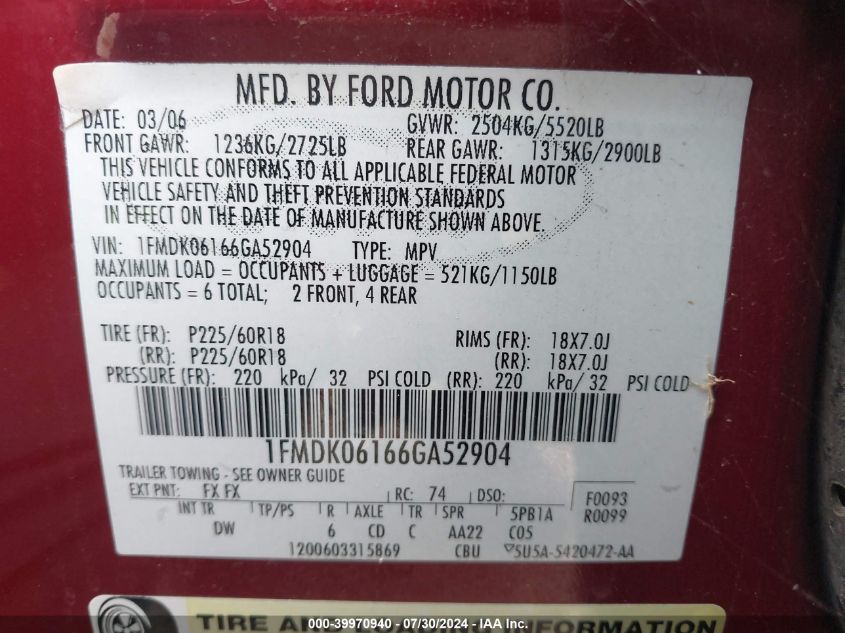 MFD. BY FORD MOTOR CO.
DATE: 03/06 GVWR: 2504KG/5520LB
FRONT GAWR: 1236KG/2725LB REAR GAWR: 1315KG/2900LB
THIS VEHICLE CONFORMS TO ALL APPLICABLE FEDERAL MOTOR
VEHICLE SAFETY AND THEFT PREVENTION STANDARDS
IN EFFECT ON THE DATE OF MANUFACTURE SHOWN ABOVE.
VIN: 1FMDK06166GA52904 TYPE: MPV
MAXIMUM LOAD = OCCUPANTS + LUGGAGE = 521KG/1150LB
OCCUPANTS = 6 TOTAL; 2 FRONT, 4 REAR
TIRE (FR): P225/60R18 RIMS (FR): 18X7.0J
(RR): P225/60R18 (RR): 18X7.0J
PRESSURE (FR): 220 kPa/ 32 PSI COLD (RR): 220 kPa/ 32 PSI COLD
1FMDK06166GA52904
TRAILER TOWING - SEE OWNER GUIDE
EXT PNT: FX FX RC: 74 DSO: F0093
INT TR TP/PS R AXLE TR SPR 5PB1A R0099
DW 6 CD C AA22 C05
1200603315869 CBU 5U5A-5420472-AA
TIRE AND LOADING INFORMATION
000-39970940 / 07/30/2024 - IAA Inc.